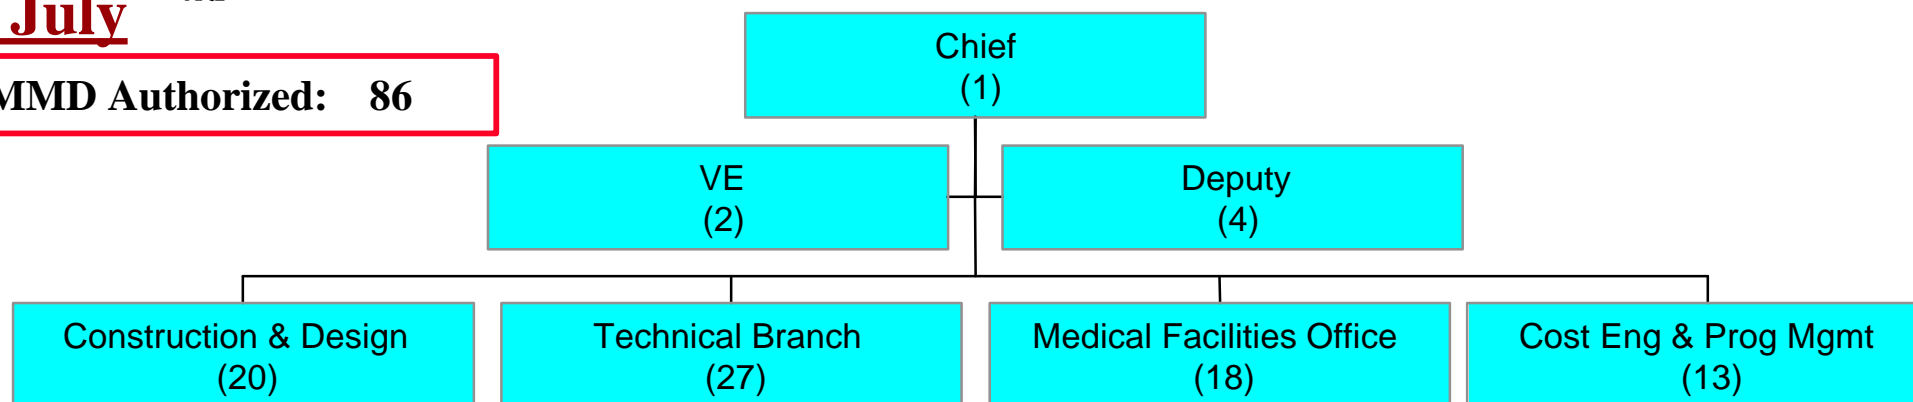 July
MMD Authorized: 86
Chief
(1)
VE
(2)
Deputy
(4)
Construction & Design
(20)
Technical Branch
(27)
Medical Facilities Office
(18)
Cost Eng & Prog Mgmt
(13)